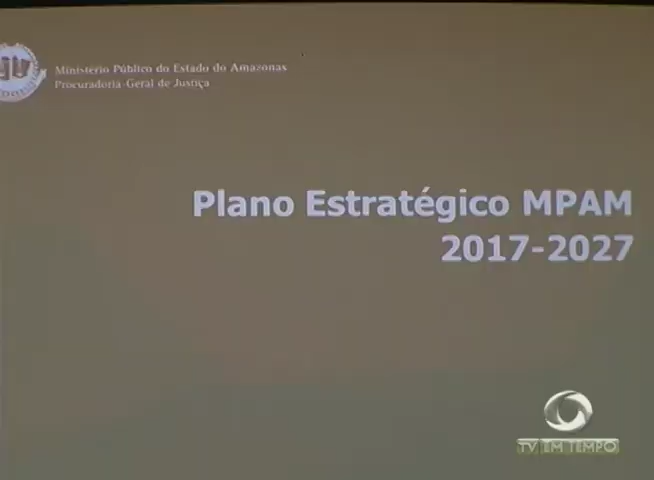 Ministério Público do Estado do Amazonas
Procuradoria-Geral de Justiça
Plano Estratégico MPAM
2017-2027
TV EM TEMPO